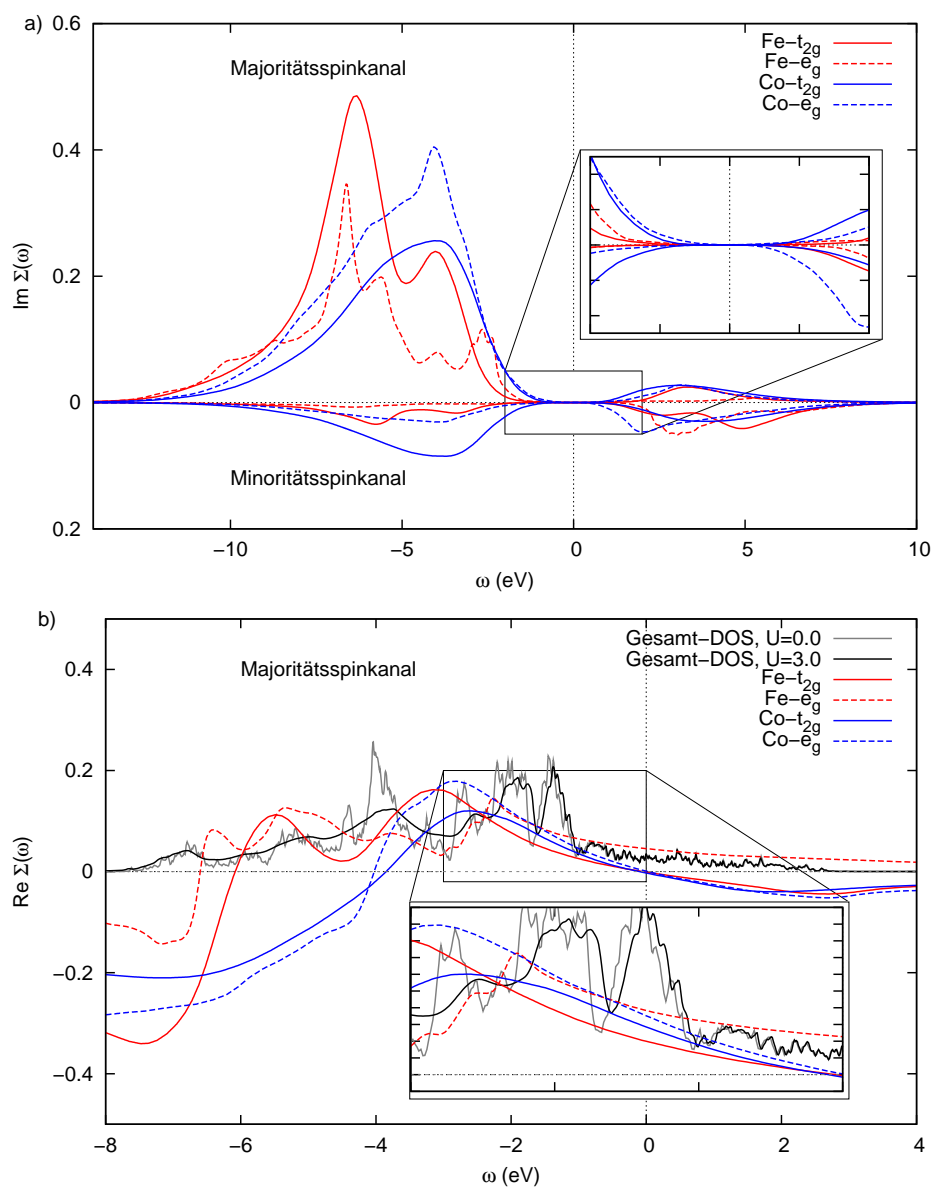 a)
0.6
0.4
0.2
0
0.2
Im Σ(ω)
Majoritätsspinkanal
Minoritätsspinkanal
Fe−t2g
Fe−eg
Co−t2g
Co−eg
−10
−5
0
5
10
ω (eV)
b)
0.4
0.2
0
−0.2
−0.4
Re Σ(ω)
Majoritätsspinkanal
Gesamt−DOS, U=0.0
Gesamt−DOS, U=3.0
Fe−t2g
Fe−eg
Co−t2g
Co−eg
−8
−6
−4
−2
0
2
4
ω (eV)